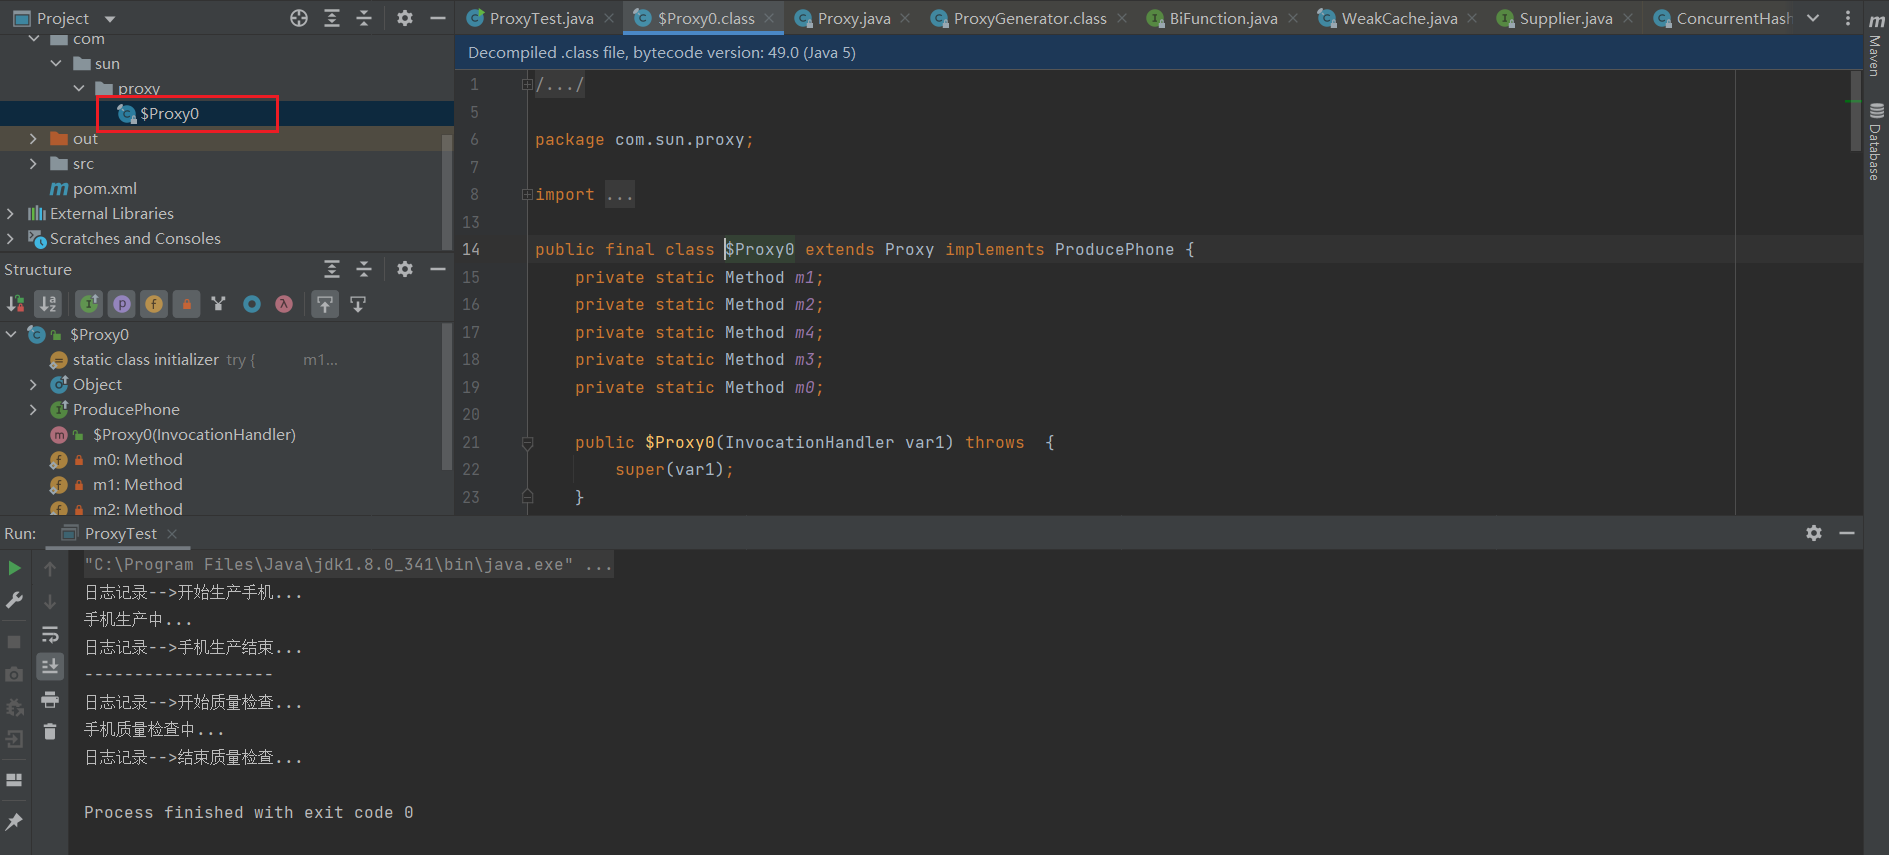 Project
com
sun
proxy
$Proxy0
out
src
pom.xml
External Libraries
Scratches and Consoles
Structure
$Proxy0
static class initializer try { m1...
Object
ProducePhone
$Proxy0(InvocationHandler)
m0: Method
m1: Method
m2: Method
ProxyTest.java
$Proxy0.class
Proxy.java
ProxyGenerator.class
BiFunction.java
WeakCache.java
Supplier.java
ConcurrentHash
Decompiled .class file, bytecode version: 49.0 (Java 5)
1 /.../
5
6 package com.sun.proxy;
7
8 import ...
13
14 public final class $Proxy0 extends Proxy implements ProducePhone {
15 private static Method m1;
16 private static Method m2;
17 private static Method m4;
18 private static Method m3;
19 private static Method m0;
20
21 public $Proxy0(InvocationHandler var1) throws  {
22 super(var1);
23 }
Maven
Database
Run: ProxyTest
"C:\Program Files\Java\jdk1.8.0_341\bin\java.exe" ...
日志记录-->开始生产手机...
手机生产中...
日志记录-->手机生产结束...
-------------------
日志记录-->开始质量检查...
手机质量检查中...
日志记录-->结束质量检查...
Process finished with exit code 0